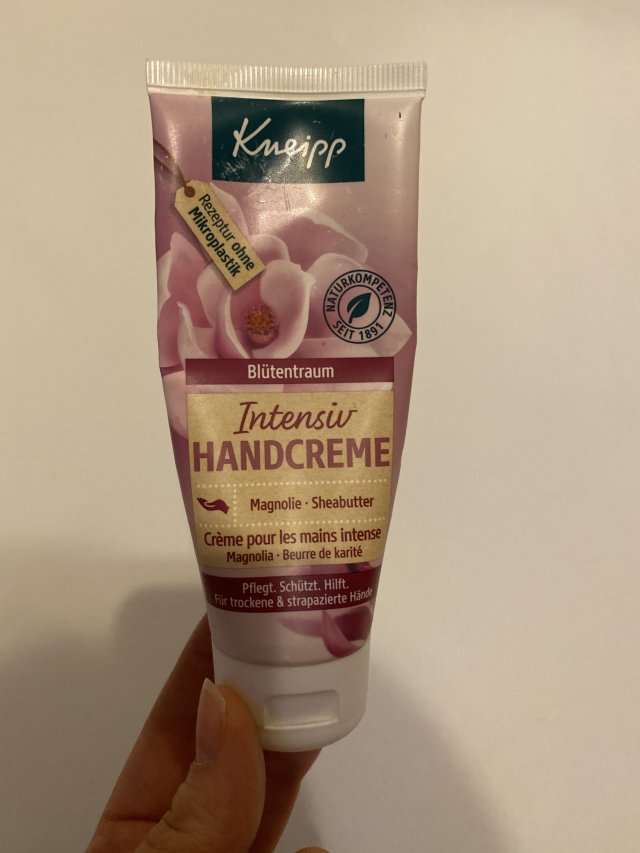 Kneipp
Rezeptur ohne
Mikroplastik
NATURKOMPETENZ
SEIT 1891
Blütentraum
Intensiv
HANDCREME
Magnolie · Sheabutter
Crème pour les mains intense
Magnolia · Beurre de karité
Pflegt. Schützt. Hilft.
Für trockene & strapazierte Hände